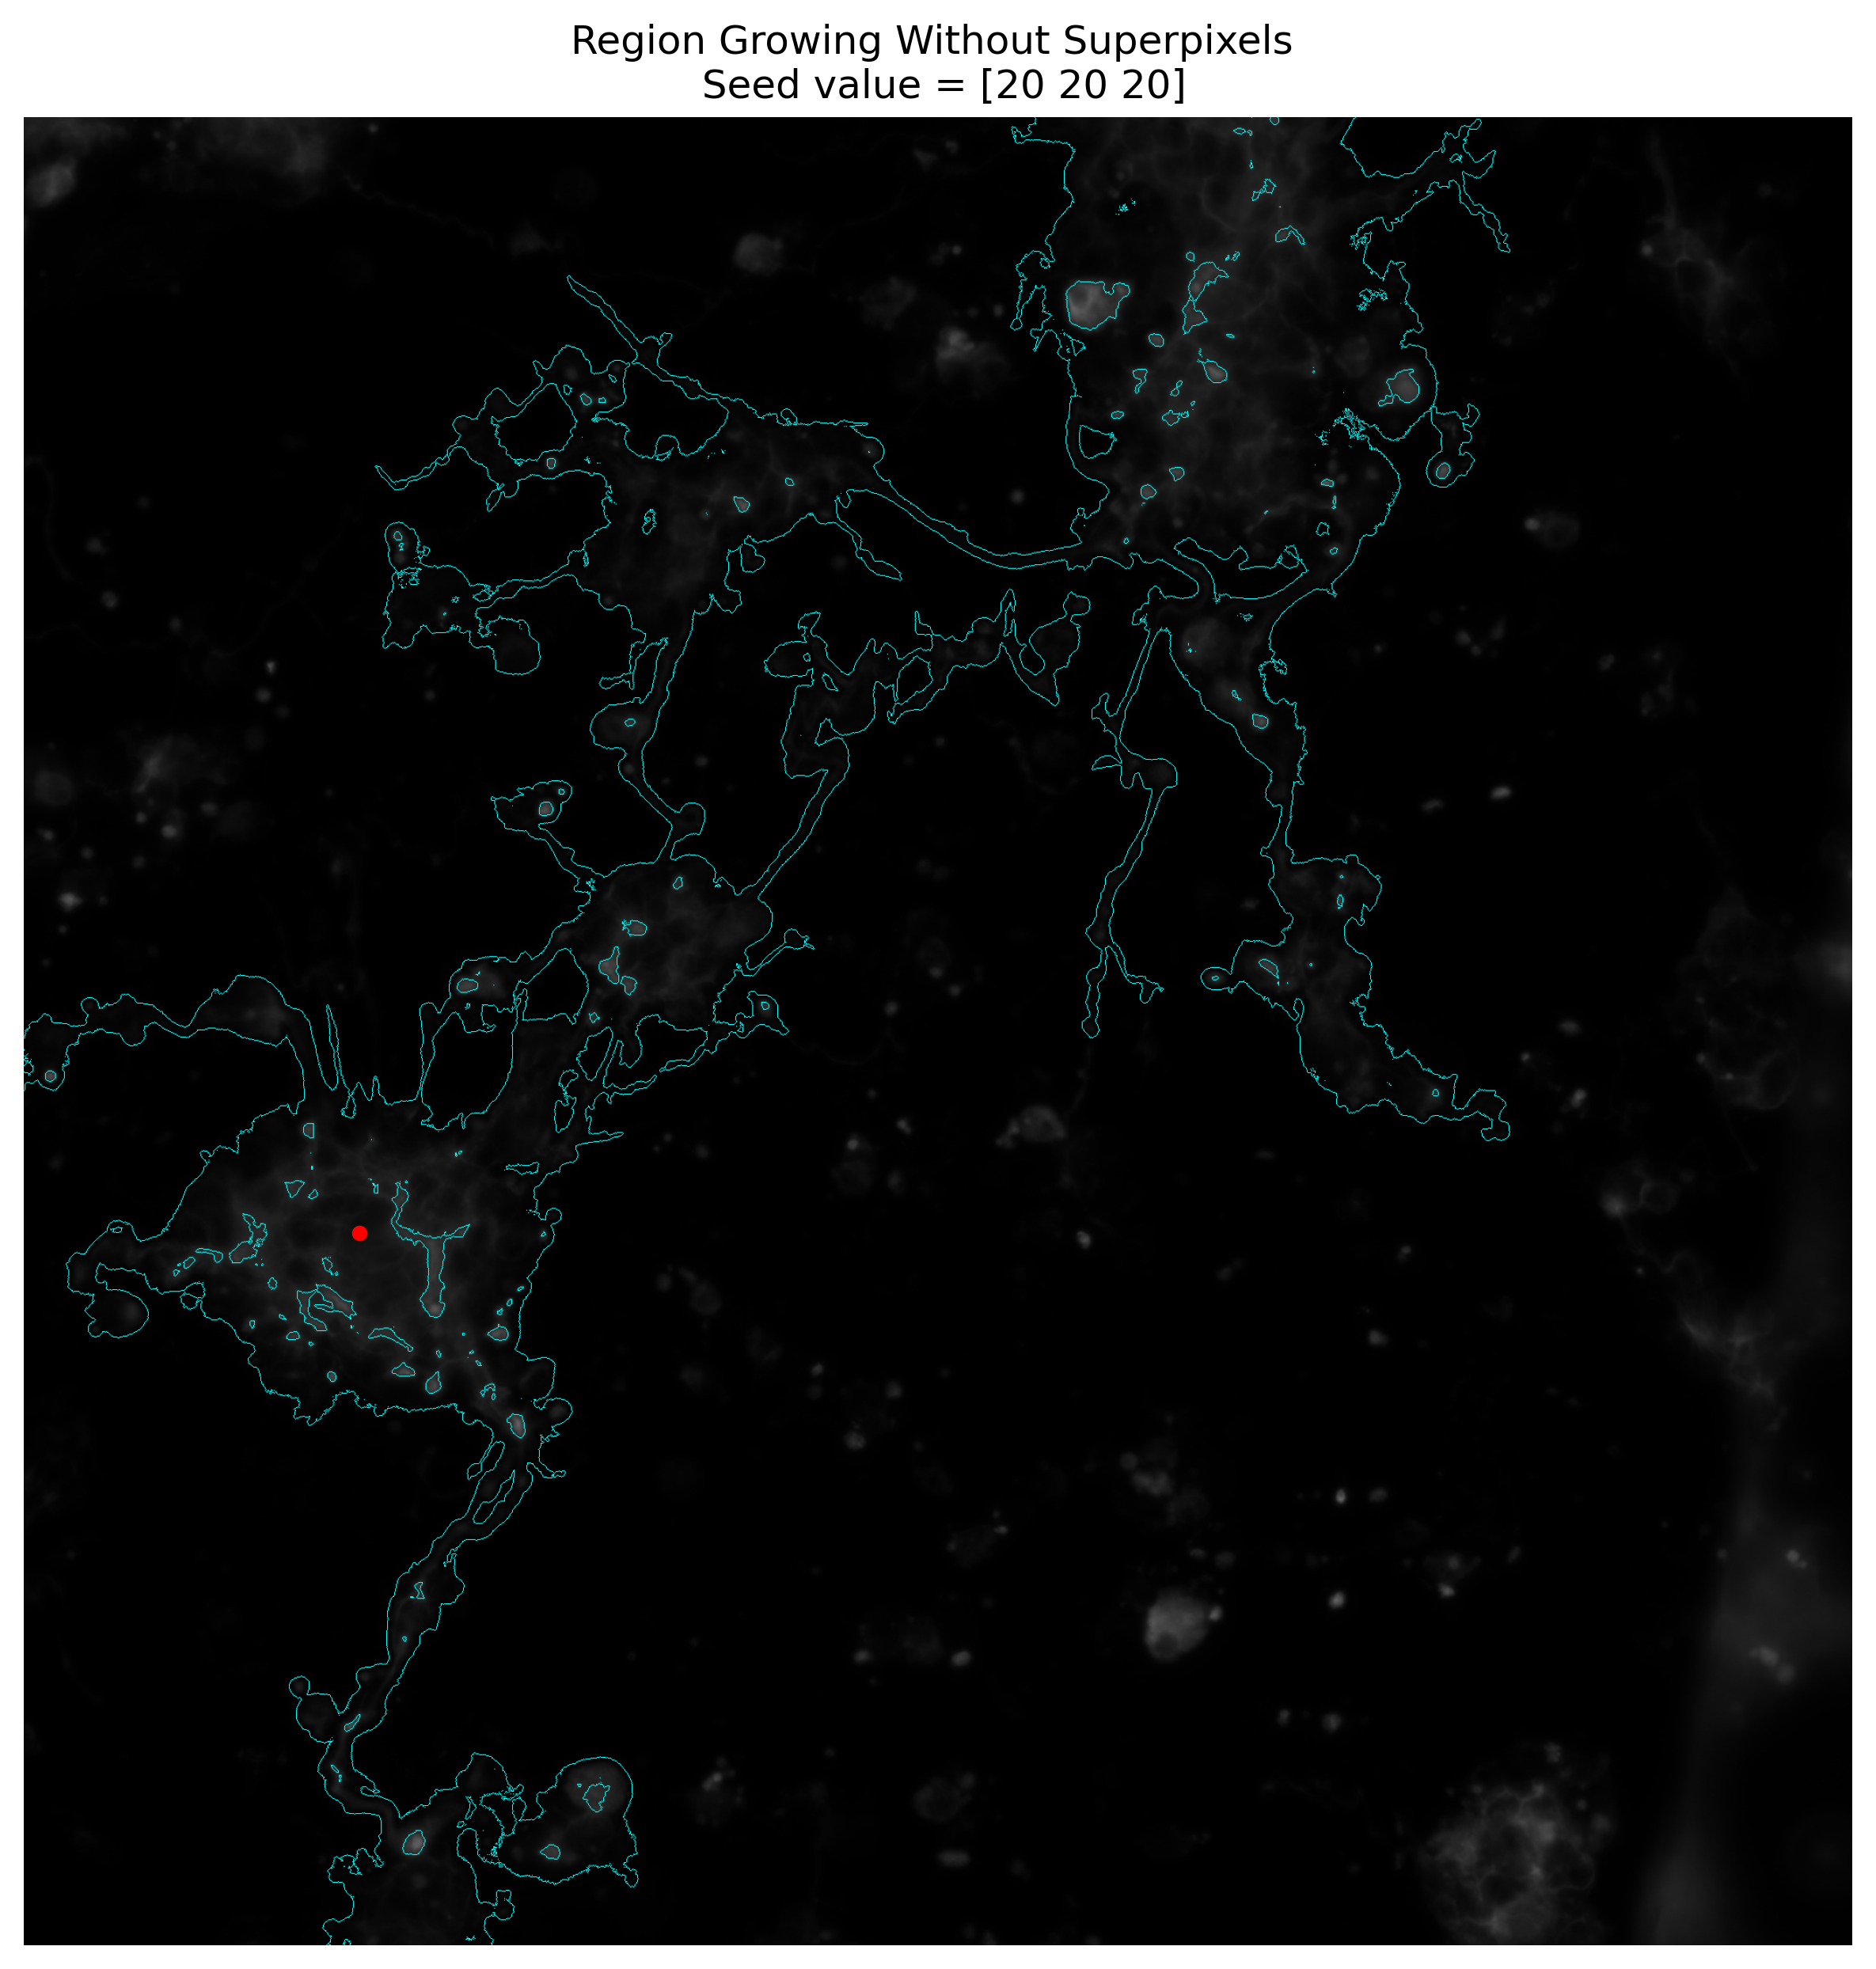 Region Growing Without Superpixels
Seed value = [20 20 20]